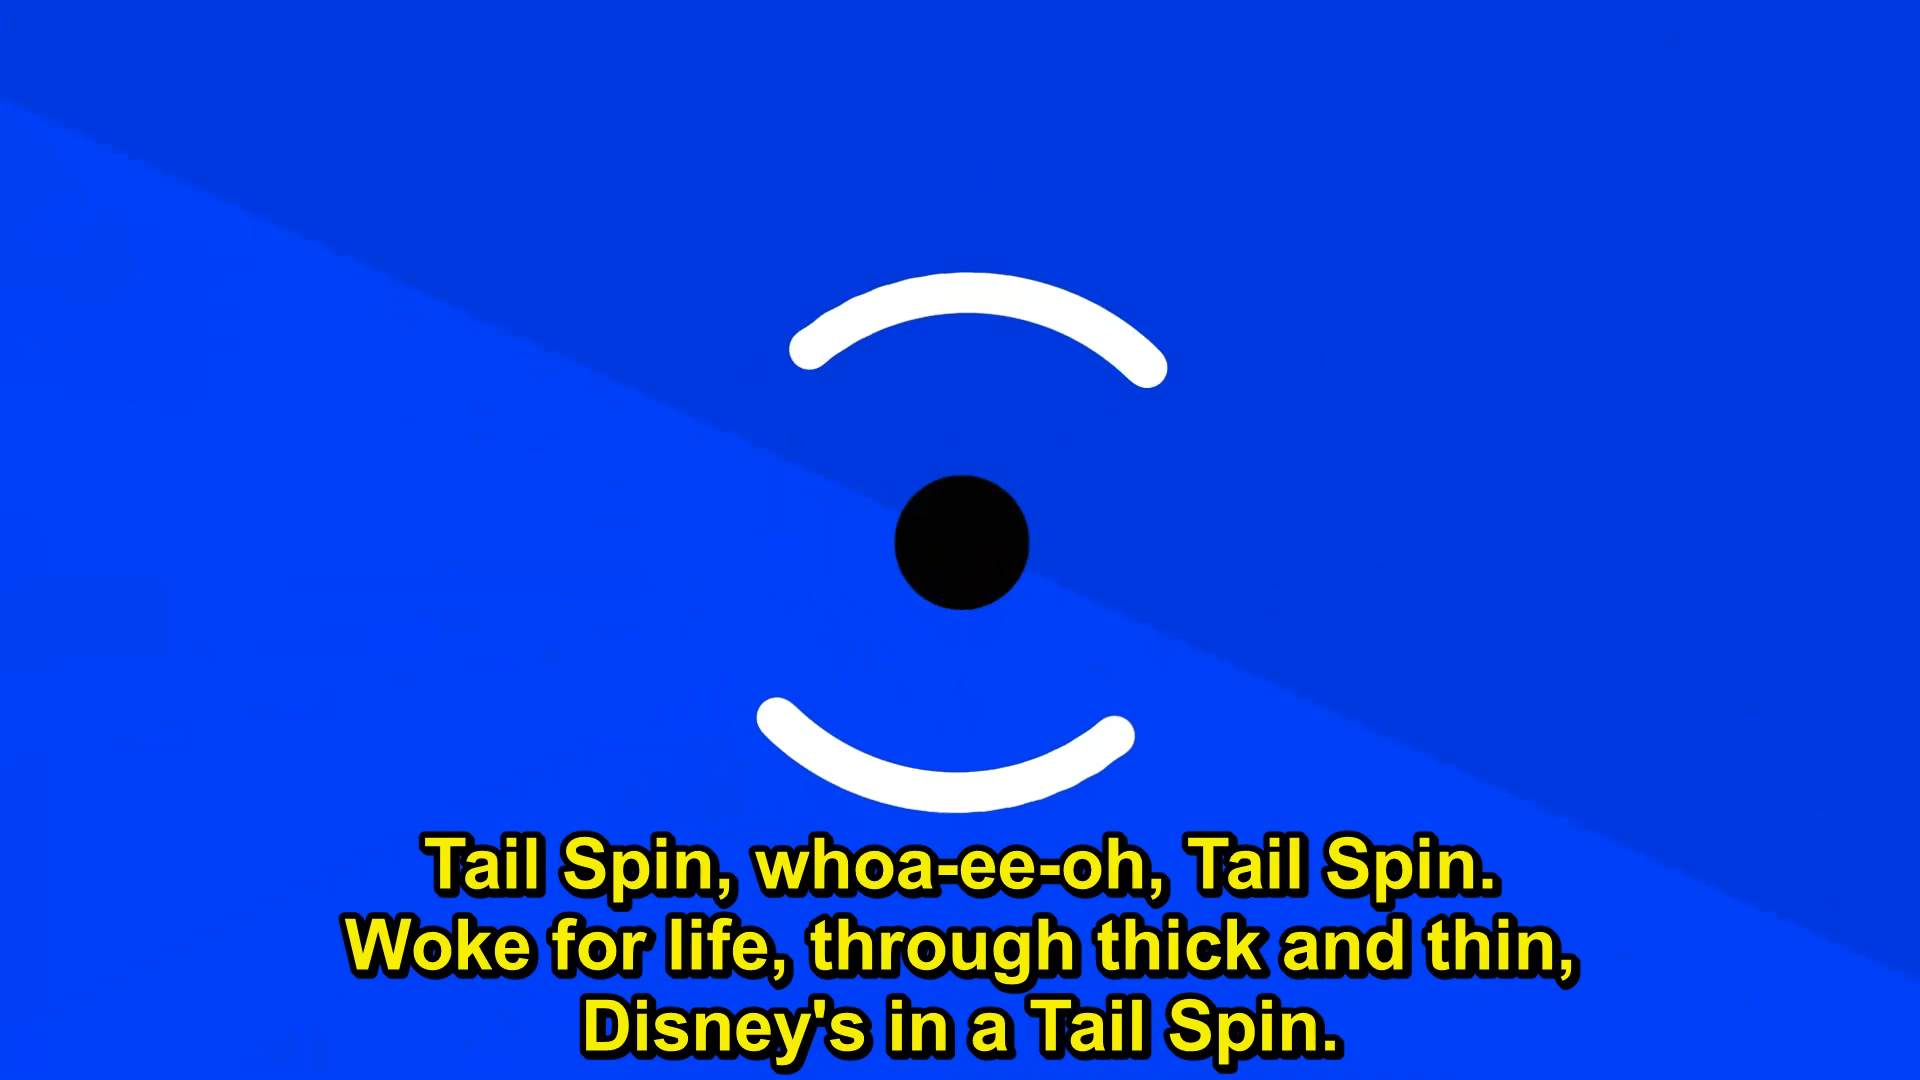 Tail Spin, whoa-ee-oh, Tail Spin.
Woke for life, through thick and thin,
Disney's in a Tail Spin.